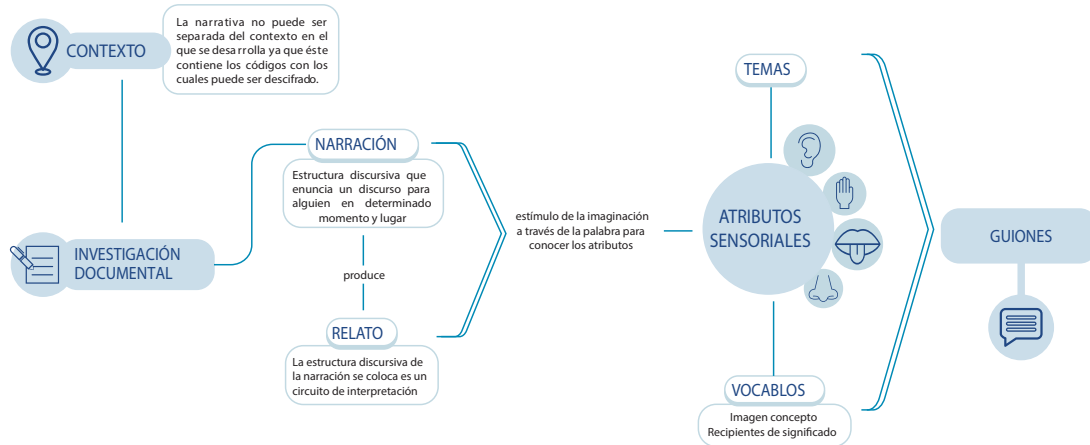 CONTEXTO
La narrativa no puede ser
separada del contexto en el
que se desa rrolla ya que éste
contiene los códigos con los
cuales puede ser descifrado.
INVESTIGACIÓN
DOCUMENTAL
NARRACIÓN
Estructura discursiva que
enuncia un discurso para
alguien en determinado
momento y lugar
produce
RELATO
La estructura discursiva de
la narración se coloca es un
circuito de interpretación
estímulo de la imaginación
a través de la palabra para
conocer los atributos
TEMAS
ATRIBUTOS
SENSORIALES
VOCABLOS
Imagen concepto
Recipientes de significado
GUIONES